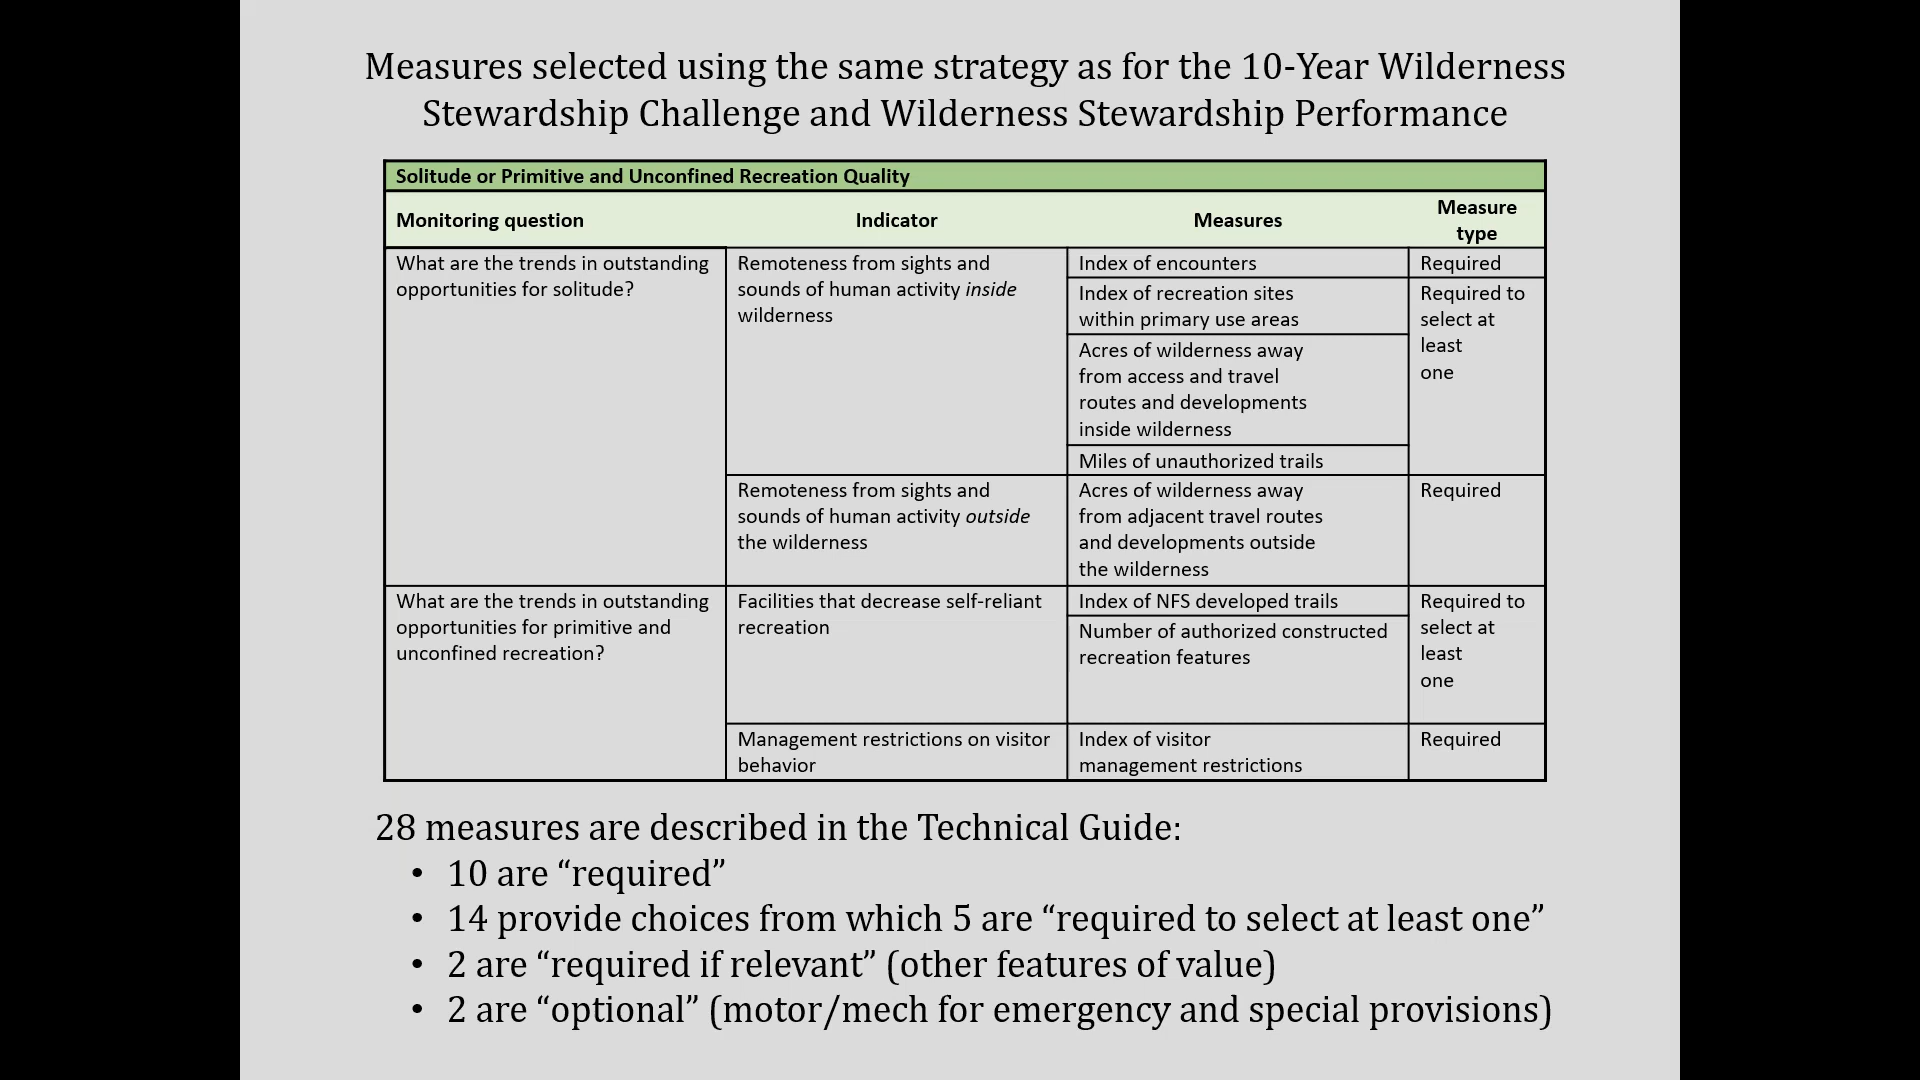 Measures selected using the same strategy as for the 10-Year Wilderness
Stewardship Challenge and Wilderness Stewardship Performance
Solitude or Primitive and Unconfined Recreation Quality
Monitoring question
Indicator
Measures
Measure
type
What are the trends in outstanding
opportunities for solitude?
Remoteness from sights and
sounds of human activity inside
wilderness
Index of encounters
Required
Index of recreation sites
within primary use areas
Required to
select at
least
one
Acres of wilderness away
from access and travel
routes and developments
inside wilderness
Miles of unauthorized trails
Remoteness from sights and
sounds of human activity outside
the wilderness
Acres of wilderness away
from adjacent travel routes
and developments outside
the wilderness
Required
What are the trends in outstanding
opportunities for primitive and
unconfined recreation?
Facilities that decrease self-reliant
recreation
Index of NFS developed trails
Required to
select at
least
one
Number of authorized constructed
recreation features
Management restrictions on visitor
behavior
Index of visitor
management restrictions
Required
28 measures are described in the Technical Guide:
• 10 are “required”
• 14 provide choices from which 5 are “required to select at least one”
• 2 are “required if relevant” (other features of value)
• 2 are “optional” (motor/mech for emergency and special provisions)